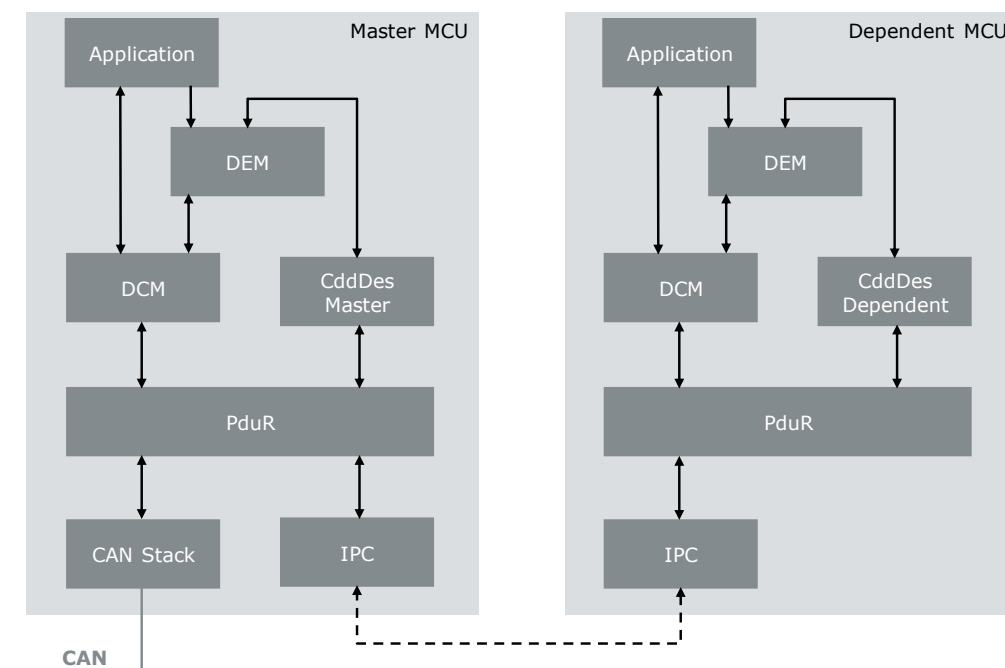 Master MCU
Application
DEM
DCM
CddDes
Master
PduR
CAN Stack
IPC
CAN
Dependent MCU
Application
DEM
DCM
CddDes
Dependent
PduR
IPC